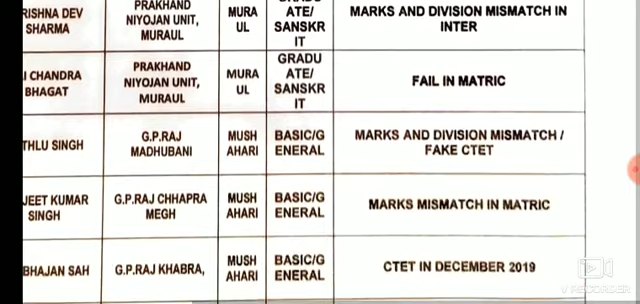 RISHNA DEV
SHARMA
PRAKHAND
NIYOJAN UNIT,
MURAUL
MURA
UL
ATE/
SANSKR
IT
MARKS AND DIVISION MISMATCH IN
INTER
I CHANDRA
BHAGAT
PRAKHAND
NIYOJAN UNIT,
MURAUL
MURA
UL
GRADU
ATE/
SANSKR
IT
FAIL IN MATRIC
THLU SINGH
G.P.RAJ
MADHUBANI
MUSH
AHARI
BASIC/G
ENERAL
MARKS AND DIVISION MISMATCH /
FAKE CTET
JEET KUMAR
SINGH
G.P.RAJ CHHAPRA
MEGH
MUSH
AHARI
BASIC/G
ENERAL
MARKS MISMATCH IN MATRIC
BHAJAN SAH
G.P.RAJ KHABRA,
MUSH
AHARI
BASIC/G
ENERAL
CTET IN DECEMBER 2019
V RECORDER